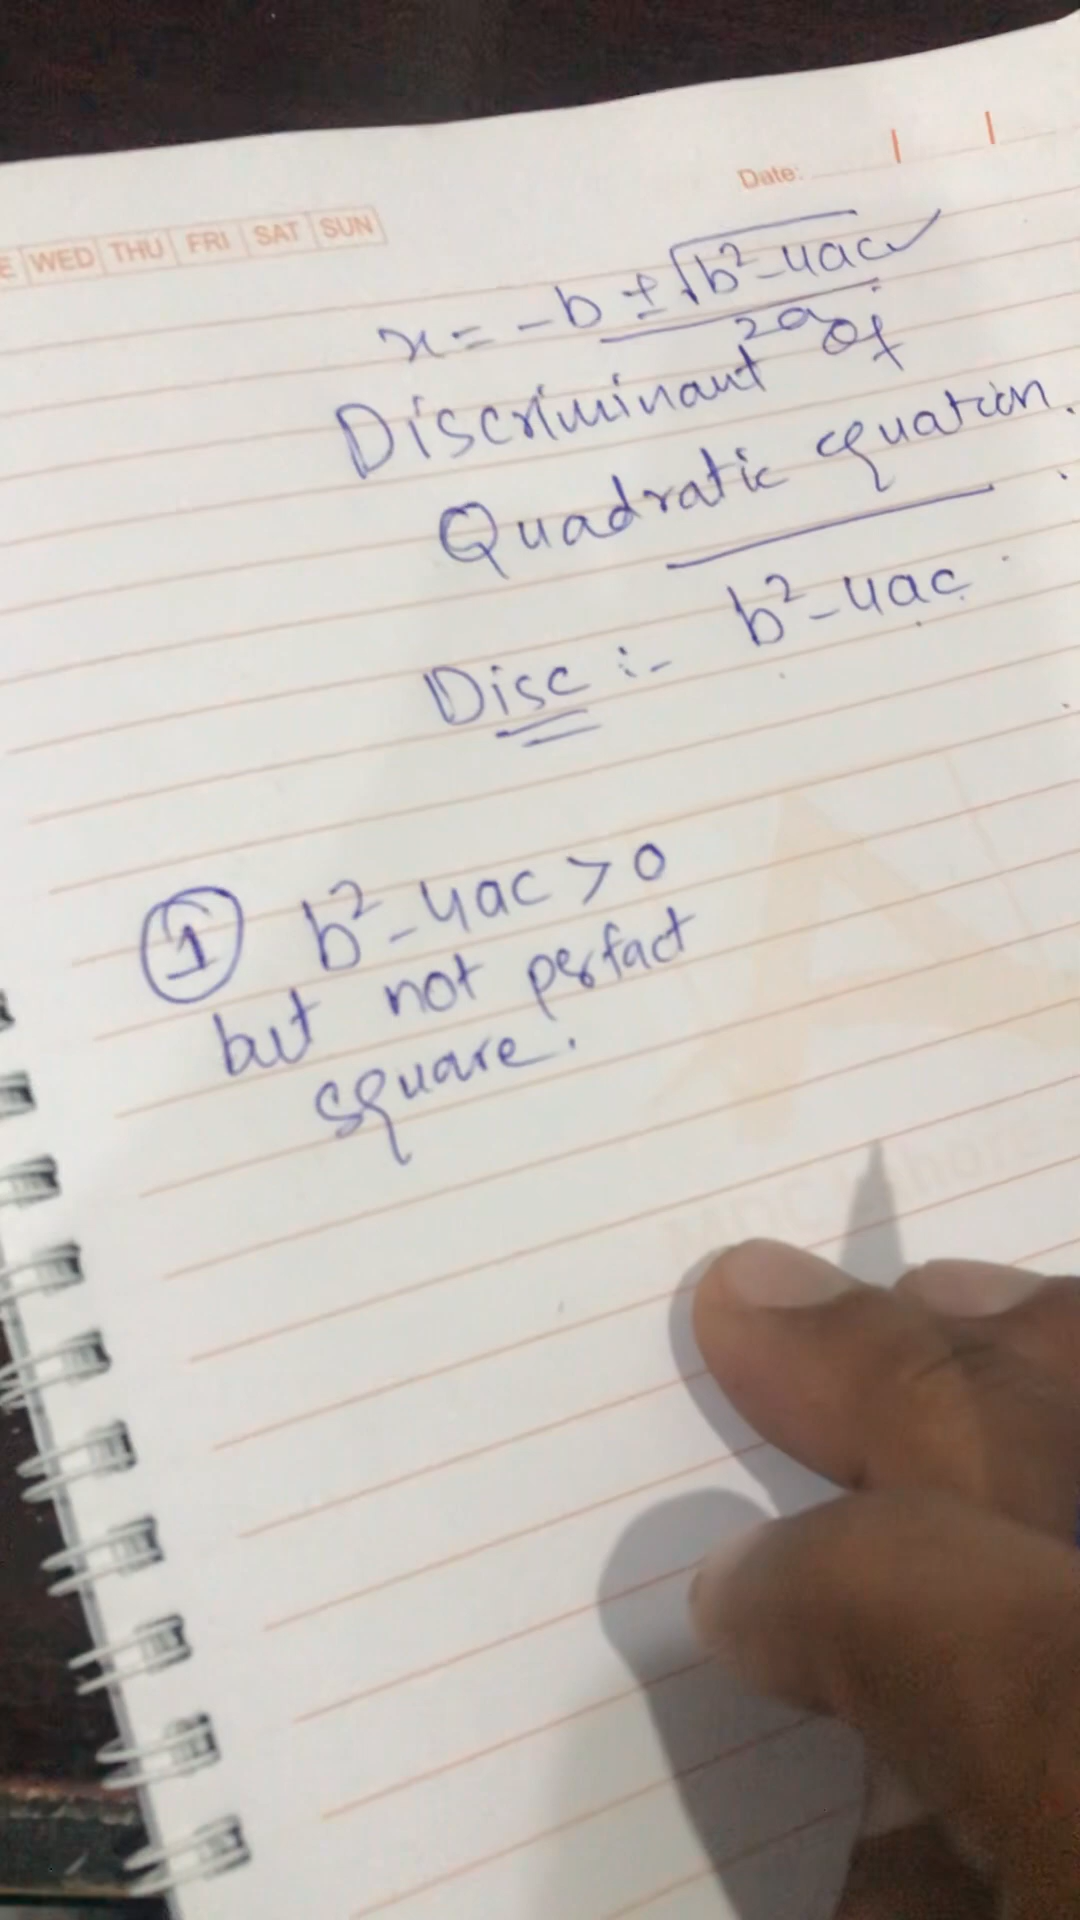 E WED THU FRI SAT SUN
Date:
x = -b ± √b²-4ac
2a
Discriminant of
Quadratic equation.
Disc :- b²-4ac
① b²-4ac > 0
but not perfact
square.